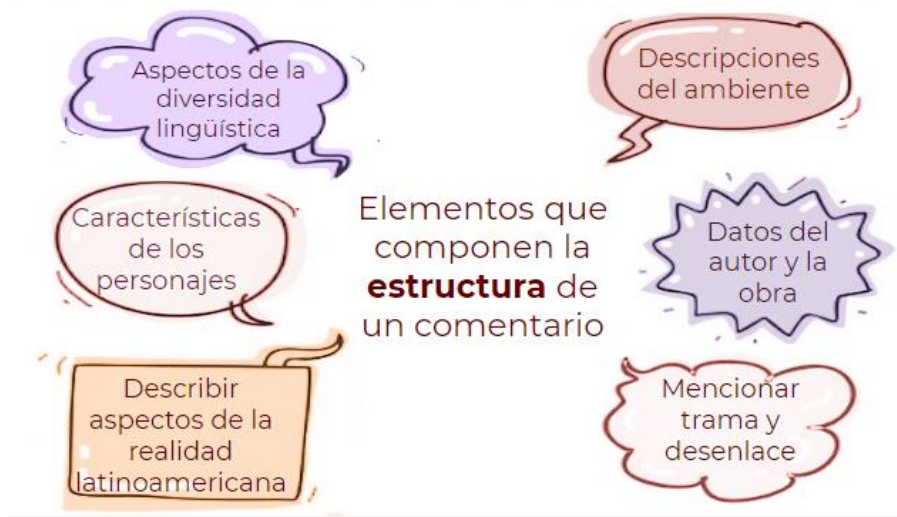 Aspectos de la
diversidad
lingüística
Descripciones
del ambiente
Características
de los
personajes
Elementos que
componen la
estructura de
un comentario
Datos del
autor y la
obra
Describir
aspectos de la
realidad
latinoamericana
Mencionar
trama y
desenlace